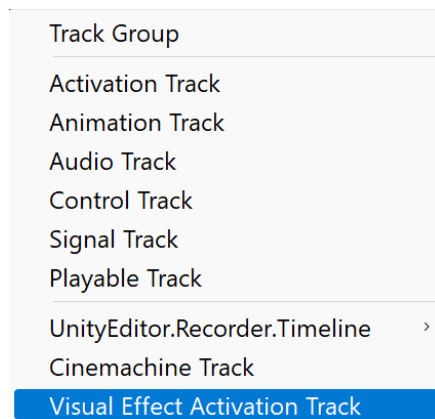 Track Group
Activation Track
Animation Track
Audio Track
Control Track
Signal Track
Playable Track
UnityEditor.Recorder.Timeline
Cinemachine Track
Visual Effect Activation Track